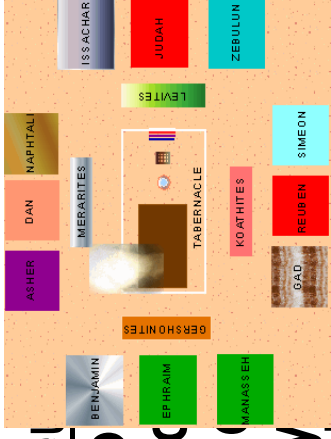 ISSACHAR
JUDAH
ZEBULUN
LEVITES
NAPHTALI
DAN
ASHER
MERARITES
TABERNACLE
KOATHITES
SIMEON
REUBEN
GAD
GERSHONITES
BENJAMIN
EPHRAIM
MANASSEH